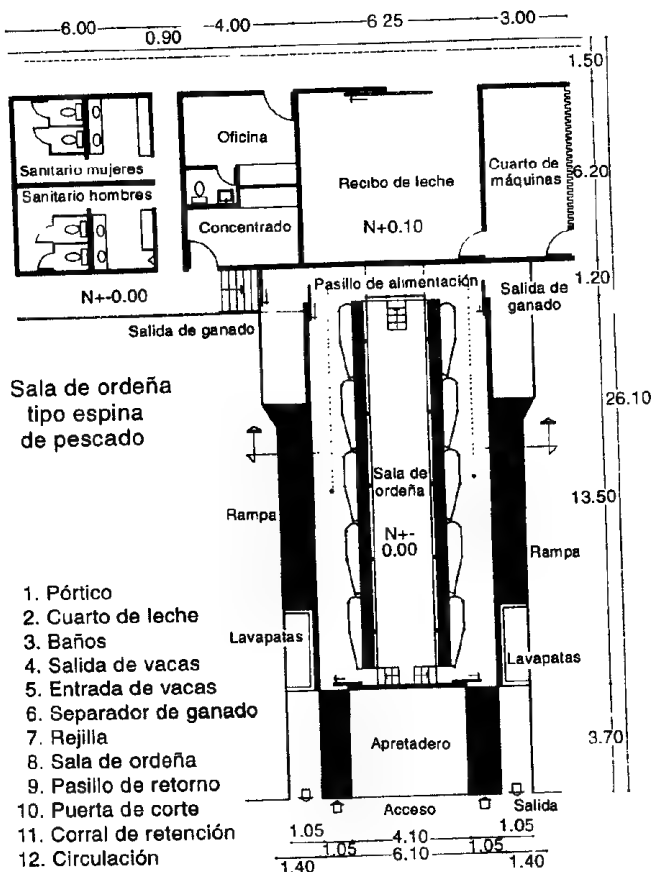 6.00
0.90
4.00
6 25
3.00
1.50
Oficina
Sanitario mujeres
Sanitario hombres
Recibo de leche
Cuarto de
máquinas
6.20
Concentrado
N+0.10
N+-0.00
Pasillo de alimentación
Salida de
ganado
1.20
Salida de ganado
Sala de ordeña
tipo espina
de pescado
26.10
Sala de
ordeña
13.50
Rampa
N+-
0.00
Rampa
1. Pórtico
2. Cuarto de leche
3. Baños
4. Salida de vacas
5. Entrada de vacas
6. Separador de ganado
7. Rejilla
8. Sala de ordeña
9. Pasillo de retorno
10. Puerta de corte
11. Corral de retención
12. Circulación
Lavapatas
Lavapatas
Apretadero
3.70
Acceso
Salida
1.05
4.10
1.05
1.05
6.10
1.05
1.40
1.40